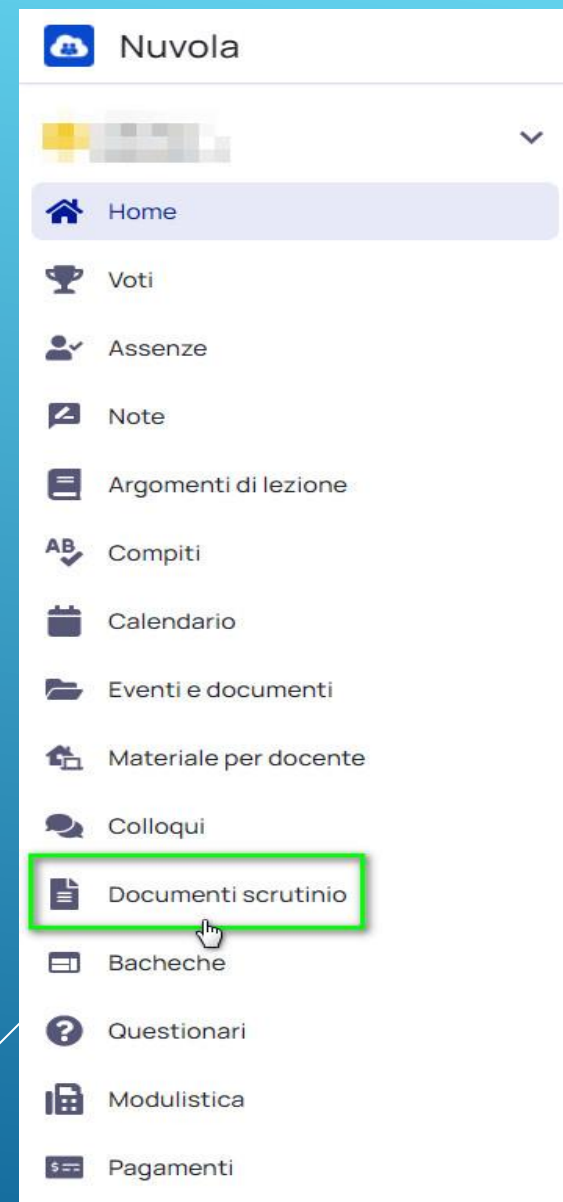 Nuvola
Home
Voti
Assenze
Note
Argomenti di lezione
Compiti
Calendario
Eventi e documenti
Materiale per docente
Colloqui
Documenti scrutinio
Bacheche
Questionari
Modulistica
Pagamenti